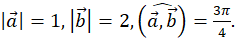 |a⃗| = 1, |b⃗| = 2, (a⃗, b⃗)^ = 3π/4.